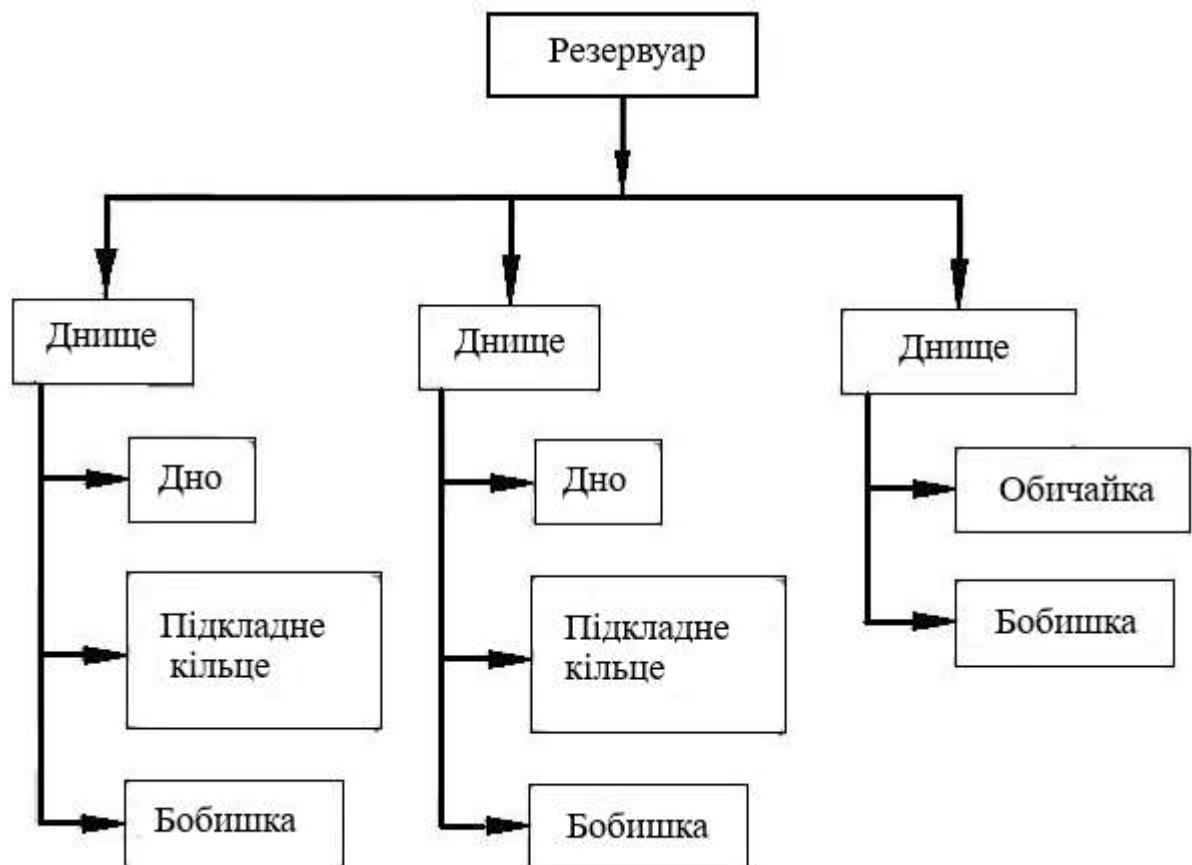 Резервуар
Днище
Днище
Днище
Дно
Дно
Обичайка
Підкладне
кільце
Підкладне
кільце
Бобишка
Бобишка
Бобишка